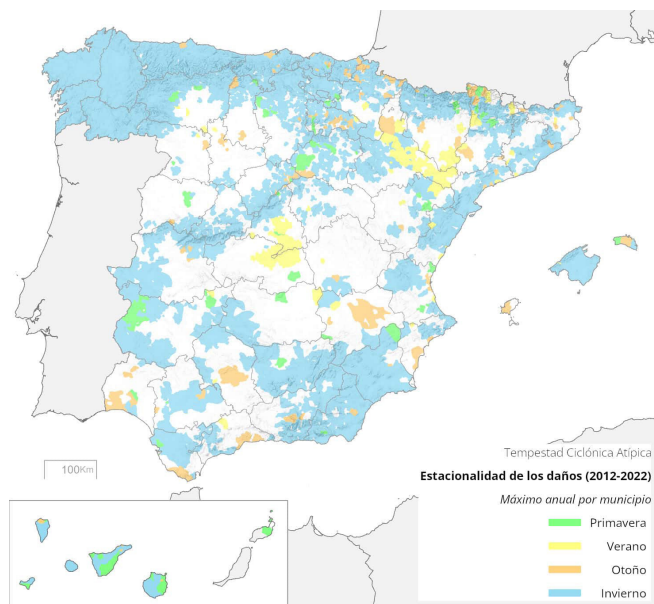 100Km
Tempestad Ciclónica Atípica
Estacionalidad de los daños (2012-2022)
Máximo anual por municipio
Primavera
Verano
Otoño
Invierno